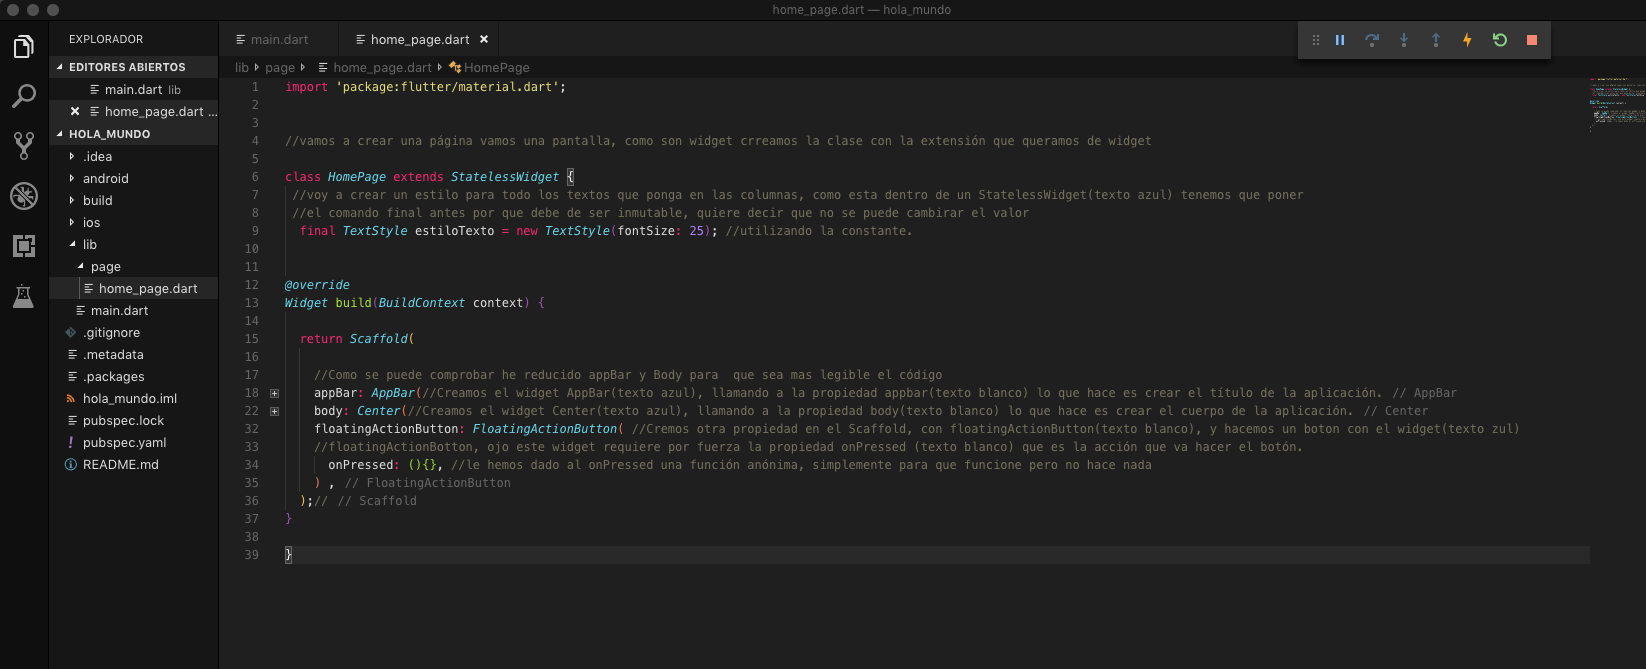 home_page.dart — hola_mundo
EXPLORADOR
EDITORES ABIERTOS
main.dart lib
home_page.dart ...
HOLA_MUNDO
.idea
android
build
ios
lib
page
home_page.dart
main.dart
.gitignore
.metadata
.packages
hola_mundo.iml
pubspec.lock
pubspec.yaml
README.md
main.dart
home_page.dart
lib page home_page.dart HomePage
1 import 'package:flutter/material.dart';
2
3
4 //vamos a crear una página vamos una pantalla, como son widget crreamos la clase con la extensión que queramos de widget
5
6 class HomePage extends StatelessWidget {
7 //voy a crear un estilo para todo los textos que ponga en las columnas, como esta dentro de un StatelessWidget(texto azul) tenemos que poner
8 //el comando final antes por que debe de ser inmutable, quiere decir que no se puede cambirar el valor
9 final TextStyle estiloTexto = new TextStyle(fontSize: 25); //utilizando la constante.
10
11
12 @override
13 Widget build(BuildContext context) {
14
15 return Scaffold(
16
17 //Como se puede comprobar he reducido appBar y Body para  que sea mas legible el código
18 appBar: AppBar(//Creamos el widget AppBar(texto azul), llamando a la propiedad appbar(texto blanco) lo que hace es crear el título de la aplicación. // AppBar
22 body: Center(//Creamos el widget Center(texto azul), llamando a la propiedad body(texto blanco) lo que hace es crear el cuerpo de la aplicación. // Center
32 floatingActionButton: FloatingActionButton( //Cremos otra propiedad en el Scaffold, con floatingActionButton(texto blanco), y hacemos un boton con el widget(texto zul)
33 //floatingActionBotton, ojo este widget requiere por fuerza la propiedad onPressed (texto blanco) que es la acción que va hacer el botón.
34 onPressed: (){}, //le hemos dado al onPressed una función anónima, simplemente para que funcione pero no hace nada
35 ) , // FloatingActionButton
36 );// // Scaffold
37 }
38
39 }